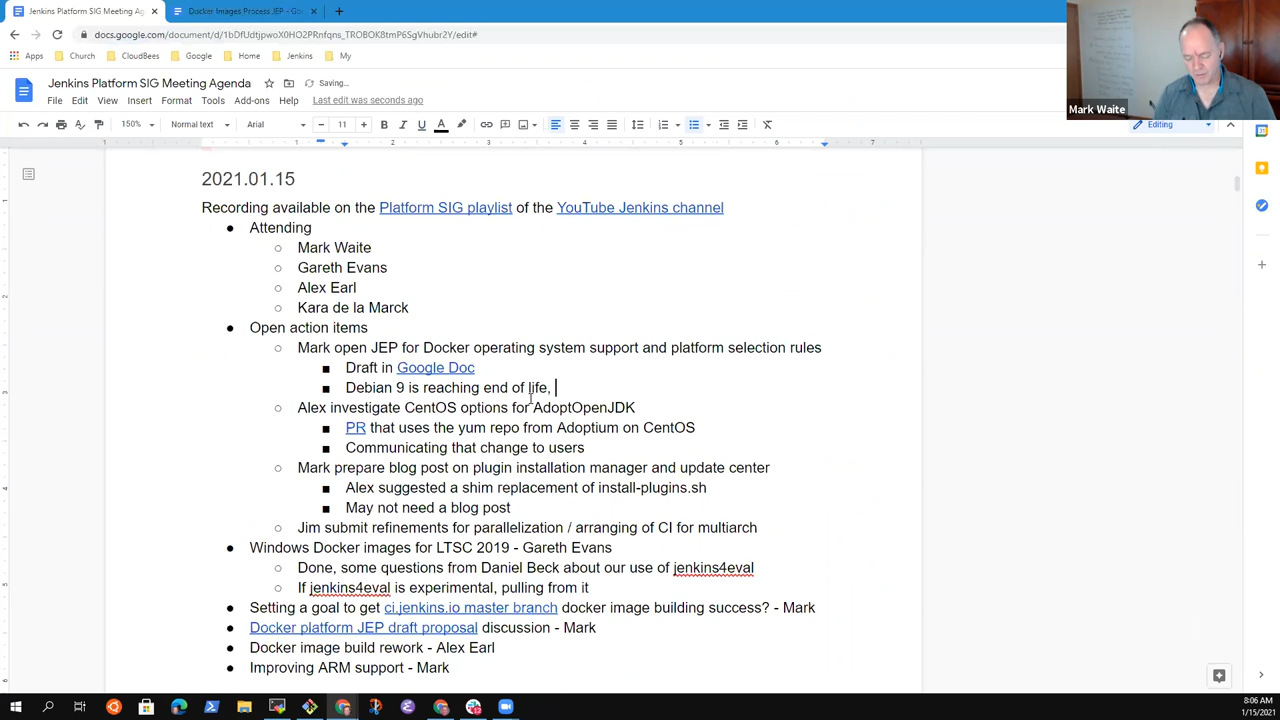 Jenkins Platform SIG Meeting Ag
Docker Images Process JEP - Go
docs.google.com/document/d/1bDfUdtjpwoX0HO2PRnfqns_TROBOK8tmP6SgVhubr2Y/edit#
Apps Church CloudBees Google Home Jenkins My
Jenkins Platform SIG Meeting Agenda Saving...
File Edit View Insert Format Tools Add-ons Help Last edit was seconds ago
150% Normal text Arial 11 Editing
Mark Waite
2021.01.15
Recording available on the Platform SIG playlist of the YouTube Jenkins channel
Attending
Mark Waite
Gareth Evans
Alex Earl
Kara de la Marck
Open action items
Mark open JEP for Docker operating system support and platform selection rules
Draft in Google Doc
Debian 9 is reaching end of life,
Alex investigate CentOS options for AdoptOpenJDK
PR that uses the yum repo from Adoptium on CentOS
Communicating that change to users
Mark prepare blog post on plugin installation manager and update center
Alex suggested a shim replacement of install-plugins.sh
May not need a blog post
Jim submit refinements for parallelization / arranging of CI for multiarch
Windows Docker images for LTSC 2019 - Gareth Evans
Done, some questions from Daniel Beck about our use of jenkins4eval
If jenkins4eval is experimental, pulling from it
Setting a goal to get ci.jenkins.io master branch docker image building success? - Mark
Docker platform JEP draft proposal discussion - Mark
Docker image build rework - Alex Earl
Improving ARM support - Mark
8:06 AM
1/15/2021